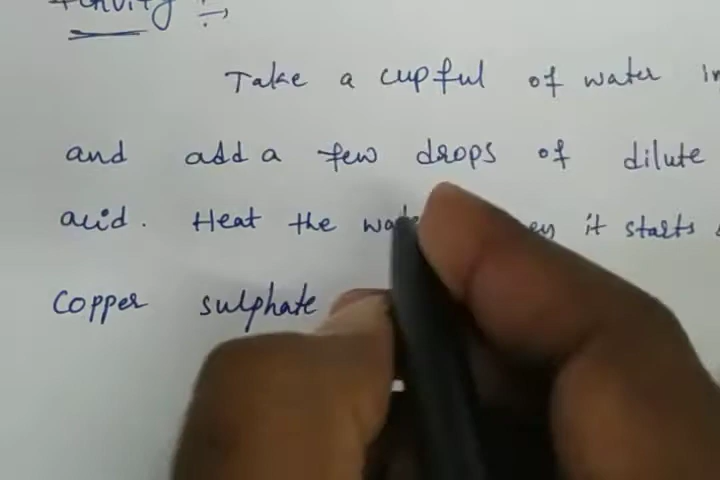 Take a cupful of water
and add a few drops of dilute
acid. Heat the it starts
Copper sulphate